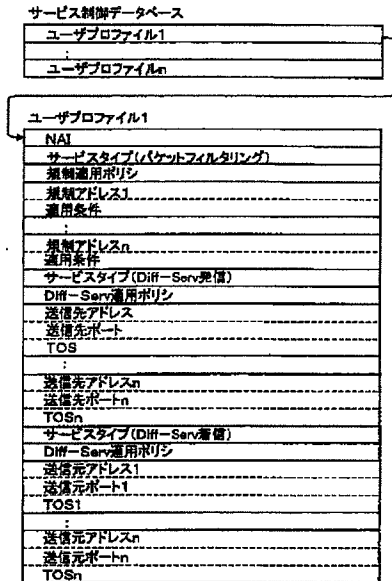 サービス制御データベース
ユーザプロファイル1
:
ユーザプロファイルn
ユーザプロファイル1
NAI
サービスタイプ(パケットフィルタリング)
規制適用ポリシ
規制アドレス1
適用条件
:
規制アドレスn
適用条件
サービスタイプ(Diff-Serv発信)
Diff-Serv適用ポリシ
送信先アドレス
送信先ポート
TOS
:
送信先アドレスn
送信先ポートn
TOSn
サービスタイプ(Diff-Serv着信)
Diff-Serv適用ポリシ
送信元アドレス1
送信元ポート1
TOS1
:
送信元アドレスn
送信元ポートn
TOSn